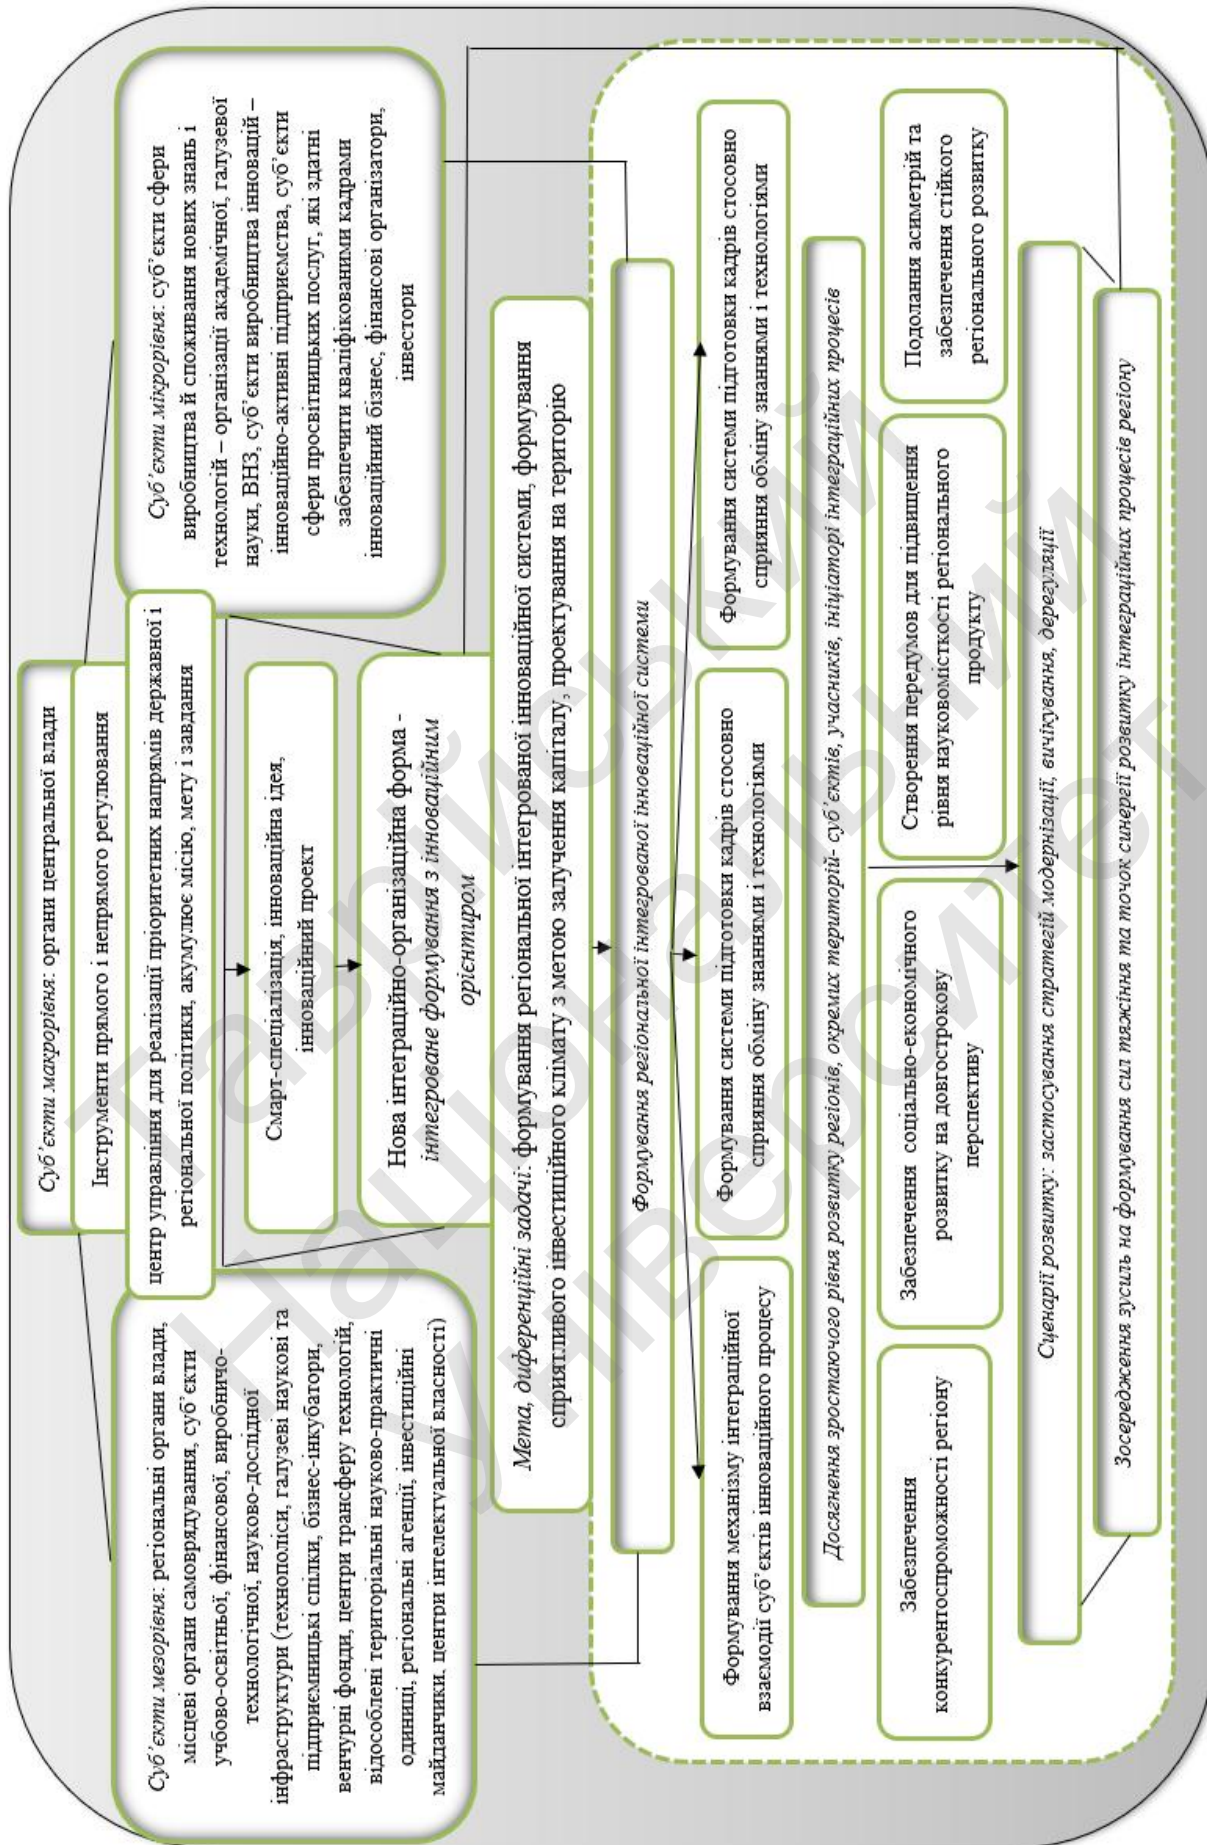 Суб’єкти макрорівня: органи центральної влади
Інструменти прямого і непрямого регулювання
центр управління для реалізації пріоритетних напрямів державної і
регіональної політики, акумулює місію, мету і завдання
Суб’єкти мезорівня: регіональні органи влади,
місцеві органи самоврядування, суб’єкти
учбово-освітньої, фінансової, виробничо-
технологічної, науково-дослідної
інфраструктури (технополіси, галузеві наукові та
підприємницькі спілки, бізнес-інкубатори,
венчурні фонди, центри трансферу технологій,
відособлені територіальні науково-практичні
одиниці, регіональні агенції, інвестиційні
майданчики, центри інтелектуальної власності)
Смарт-спеціалізація, інноваційна ідея,
інноваційний проект
Нова інтеграційно-організаційна форма -
інтегроване формування з інноваційним
орієнтиром
Суб’єкти мікрорівня: суб’єкти сфери
виробництва й споживання нових знань і
технологій – організації академічної, галузевої
науки, ВНЗ, суб’єкти виробництва інновацій –
інноваційно-активні підприємства, суб’єкти
сфери просвітницьких послуг, які здатні
забезпечити кваліфікованими кадрами
інноваційний бізнес, фінансові організатори,
інвестори
Мета, диференційні задачі: формування регіональної інтегрованої інноваційної системи, формування
сприятливого інвестиційного клімату з метою залучення капіталу, проектування на територію
Формування регіональної інтегрованої інноваційної системи
Формування механізму інтеграційної
взаємодії суб’єктів інноваційного процесу
Формування системи підготовки кадрів стосовно
сприяння обміну знаннями і технологіями
Формування системи підготовки кадрів стосовно
сприяння обміну знаннями і технологіями
Досягнення зростаючого рівня розвитку регіонів, окремих територій- суб’єктів, учасників, ініціаторі інтеграційних процесів
Забезпечення
конкурентоспроможності регіону
Забезпечення соціально-економічного
розвитку на довгострокову
перспективу
Створення передумов для підвищення
рівня наукоомісткості регіонального
продукту
Подолання асиметрій та
забезпечення стійкого
регіонального розвитку
Сценарії розвитку: застосування стратегій модернізації, вичікування, дерегуляції
Зосередження зусиль на формування сил тяжіння та точок синергії розвитку інтеграційних процесів регіону
Таврійський
Національний
Університет